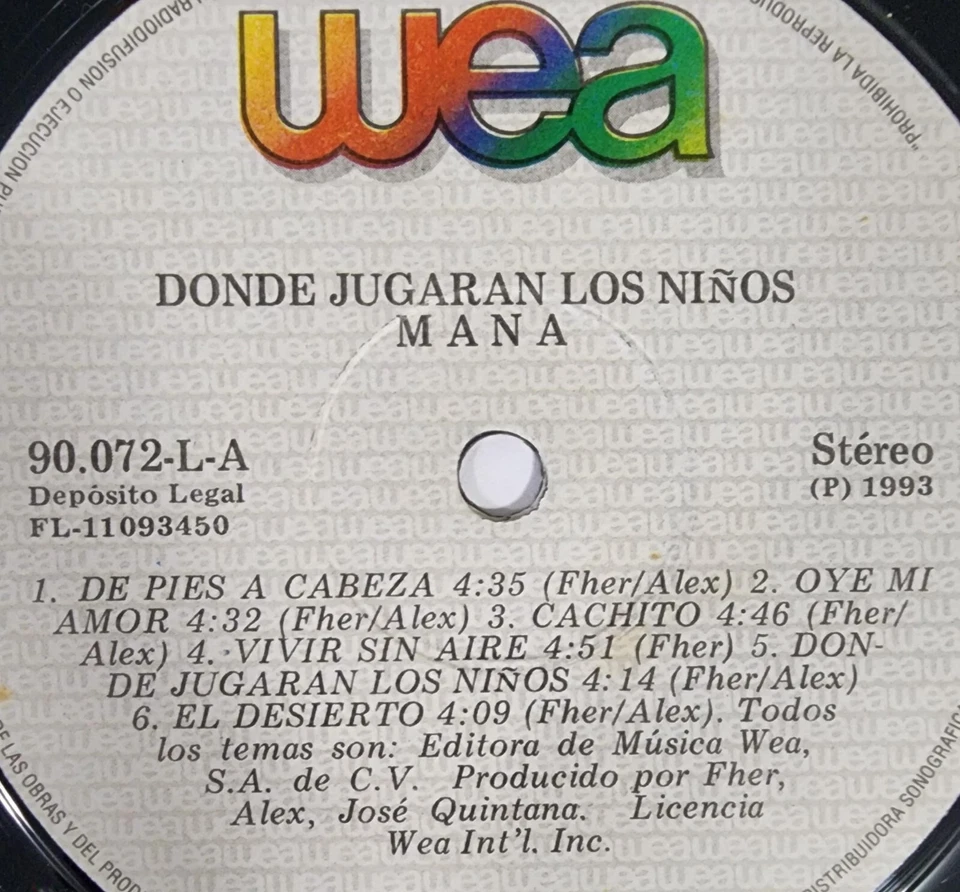 wea
DONDE JUGARAN LOS NIÑOS
M A N A
90.072-L-A
Depósito Legal
FL-11093450
Stéreo
(P) 1993
1. DE PIES A CABEZA 4:35 (Fher/Alex) 2. OYE MI
AMOR 4:32 (Fher/Alex) 3. CACHITO 4:46 (Fher/
Alex) 4. VIVIR SIN AIRE 4:51 (Fher) 5. DON-
DE JUGARAN LOS NIÑOS 4:14 (Fher/Alex)
6. EL DESIERTO 4:09 (Fher/Alex). Todos
los temas son: Editora de Música Wea,
S.A. de C.V. Producido por Fher,
Alex, José Quintana. Licencia
Wea Int'l. Inc.
"PROHIBIDA LA
RADIODIFUSION O EJECUCION
DE LAS OBRAS Y DEL
DISTRIBUIDORA SONOGRAFICA